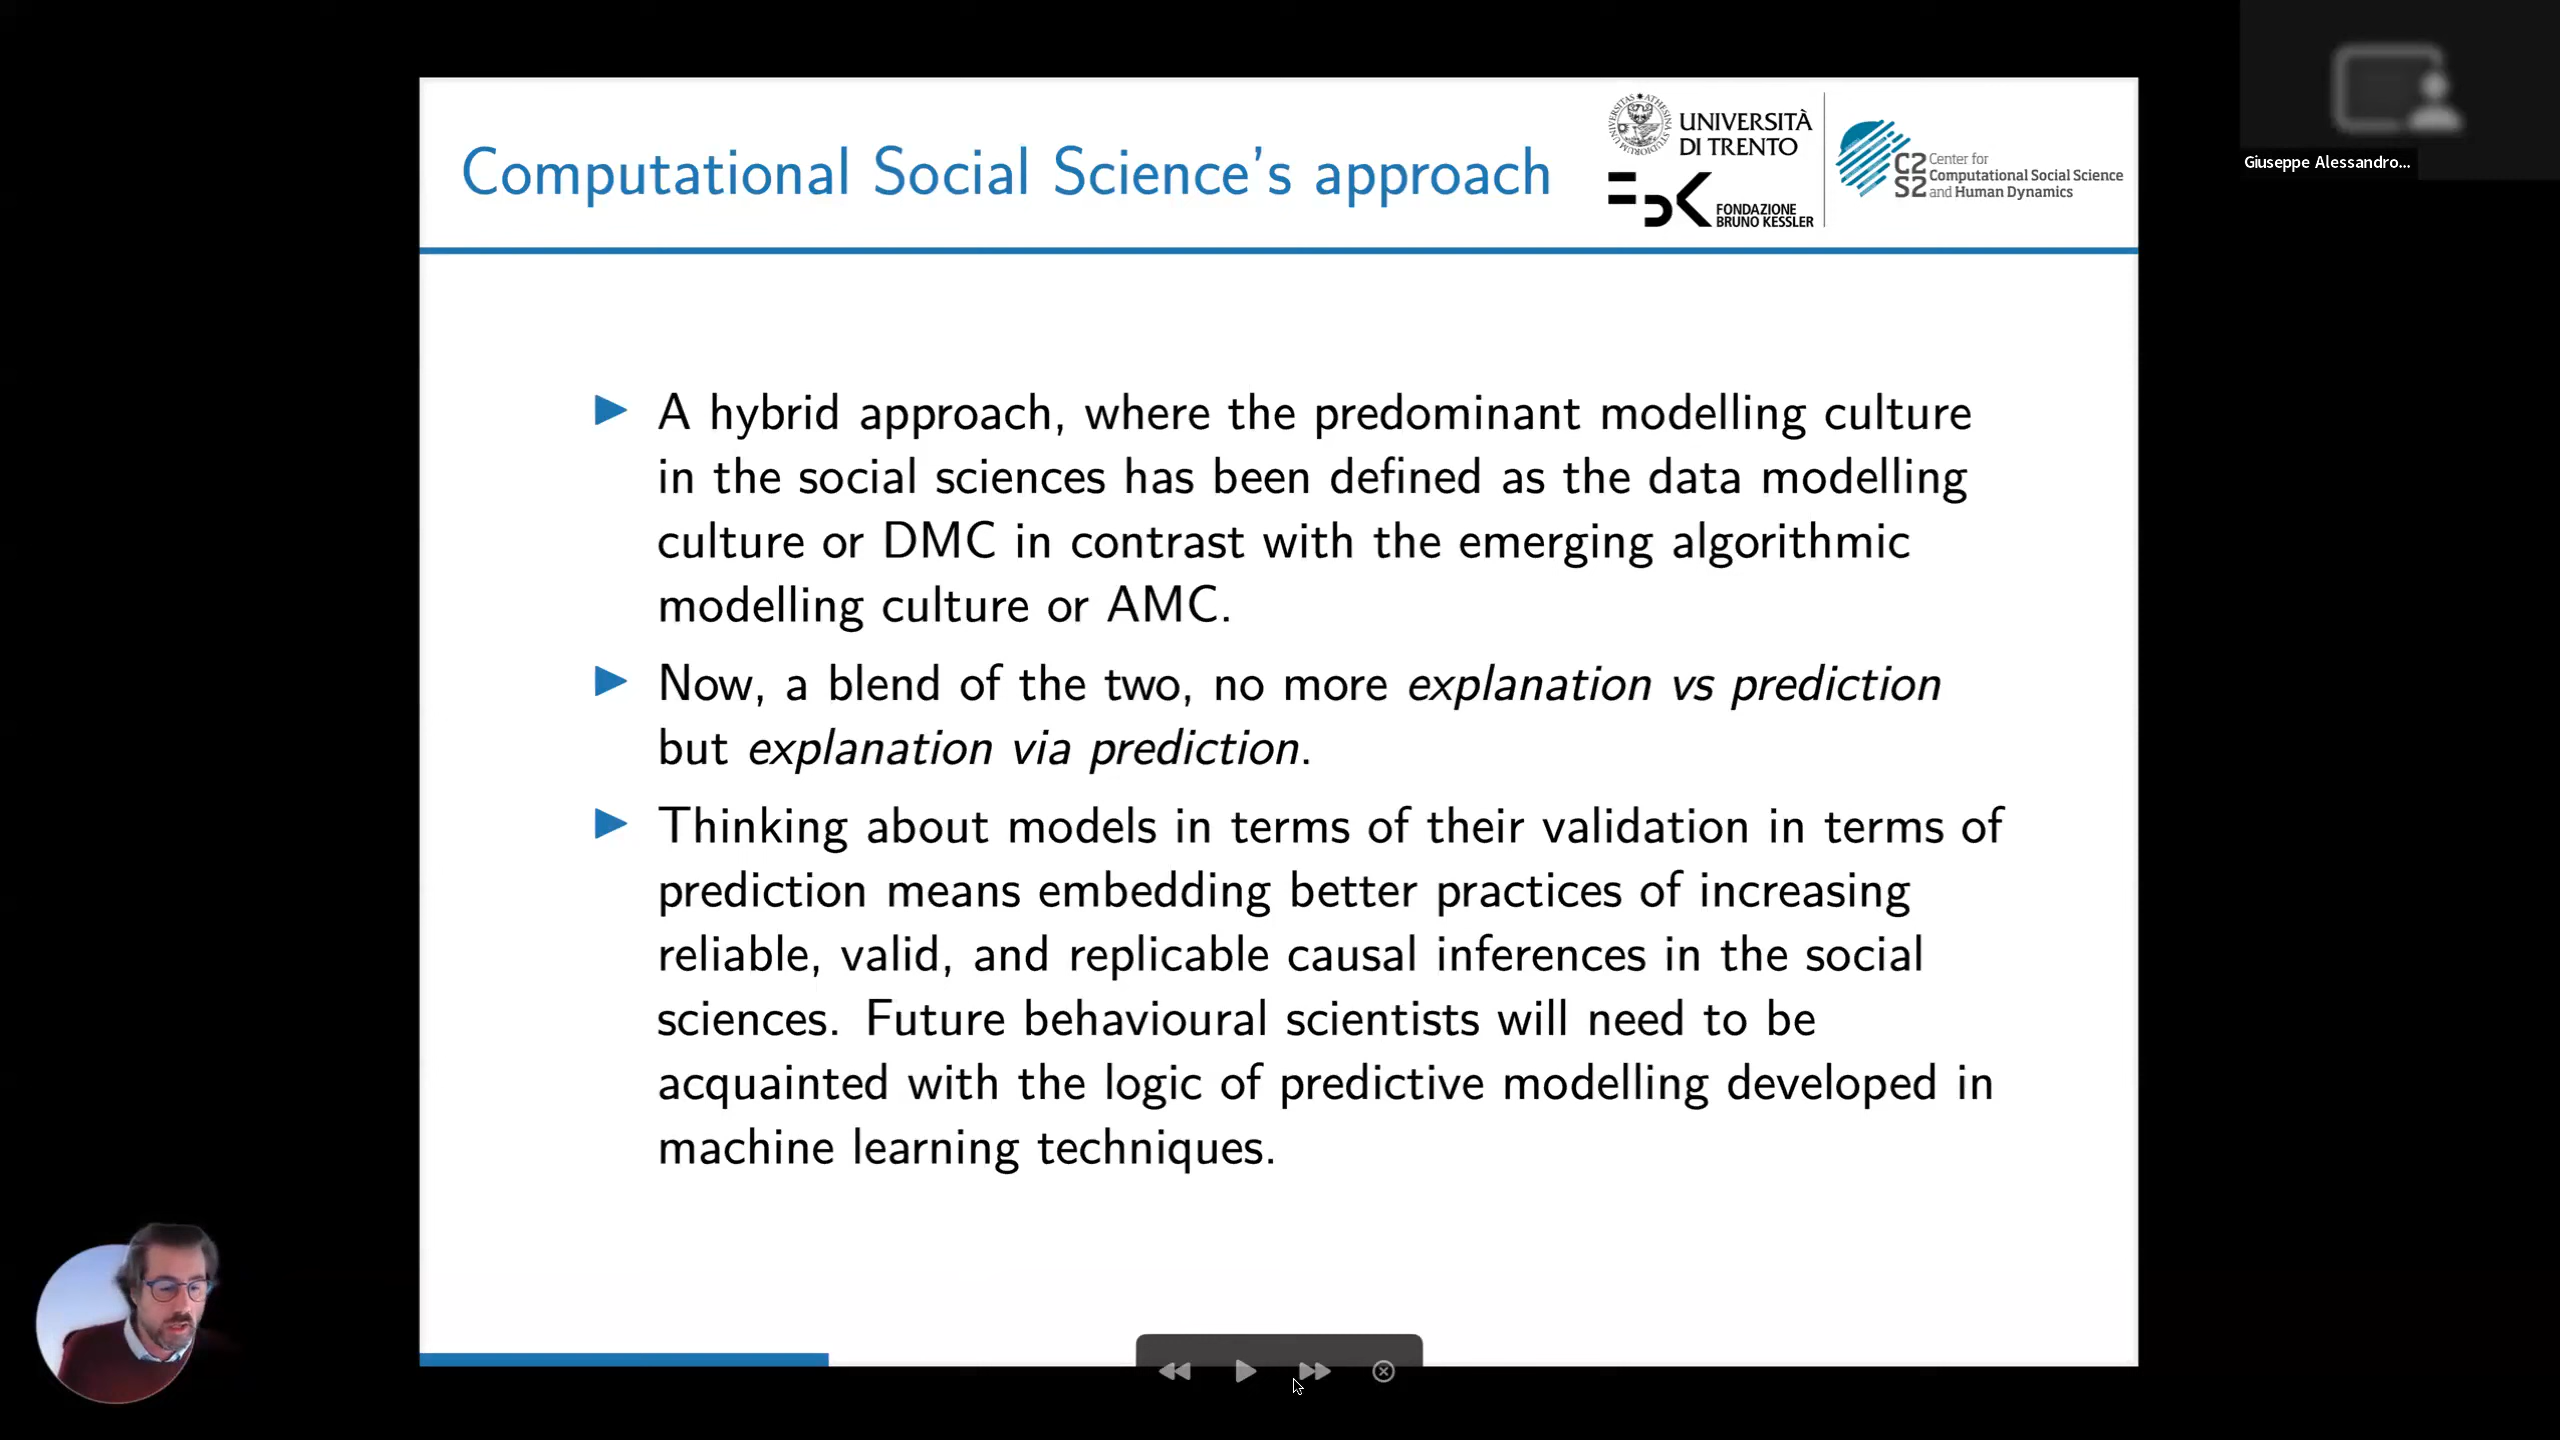 Computational Social Science's approach
UNIVERSITÀ
DI TRENTO
FONDAZIONE
BRUNO KESSLER
C2
S2
Center for
Computational Social Science
and Human Dynamics
Giuseppe Alessandro...
A hybrid approach, where the predominant modelling culture
in the social sciences has been defined as the data modelling
culture or DMC in contrast with the emerging algorithmic
modelling culture or AMC.
Now, a blend of the two, no more explanation vs prediction
but explanation via prediction.
Thinking about models in terms of their validation in terms of
prediction means embedding better practices of increasing
reliable, valid, and replicable causal inferences in the social
sciences. Future behavioural scientists will need to be
acquainted with the logic of predictive modelling developed in
machine learning techniques.